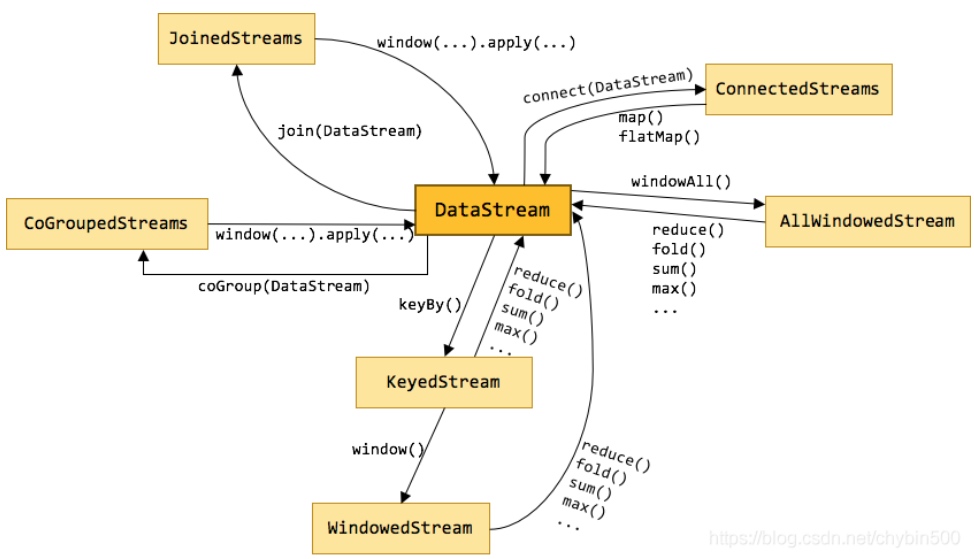 JoinedStreams
window(...).apply(...)
connect(DataStream)
ConnectedStreams
map()
flatMap()
join(DataStream)
DataStream
windowAll()
AllWindowedStream
reduce()
fold()
sum()
max()
...
CoGroupedStreams
window(...).apply(...)
coGroup(DataStream)
keyBy()
reduce()
fold()
sum()
max()
...
KeyedStream
window()
reduce()
fold()
sum()
max()
...
WindowedStream
https://blog.csdn.net/chybin500